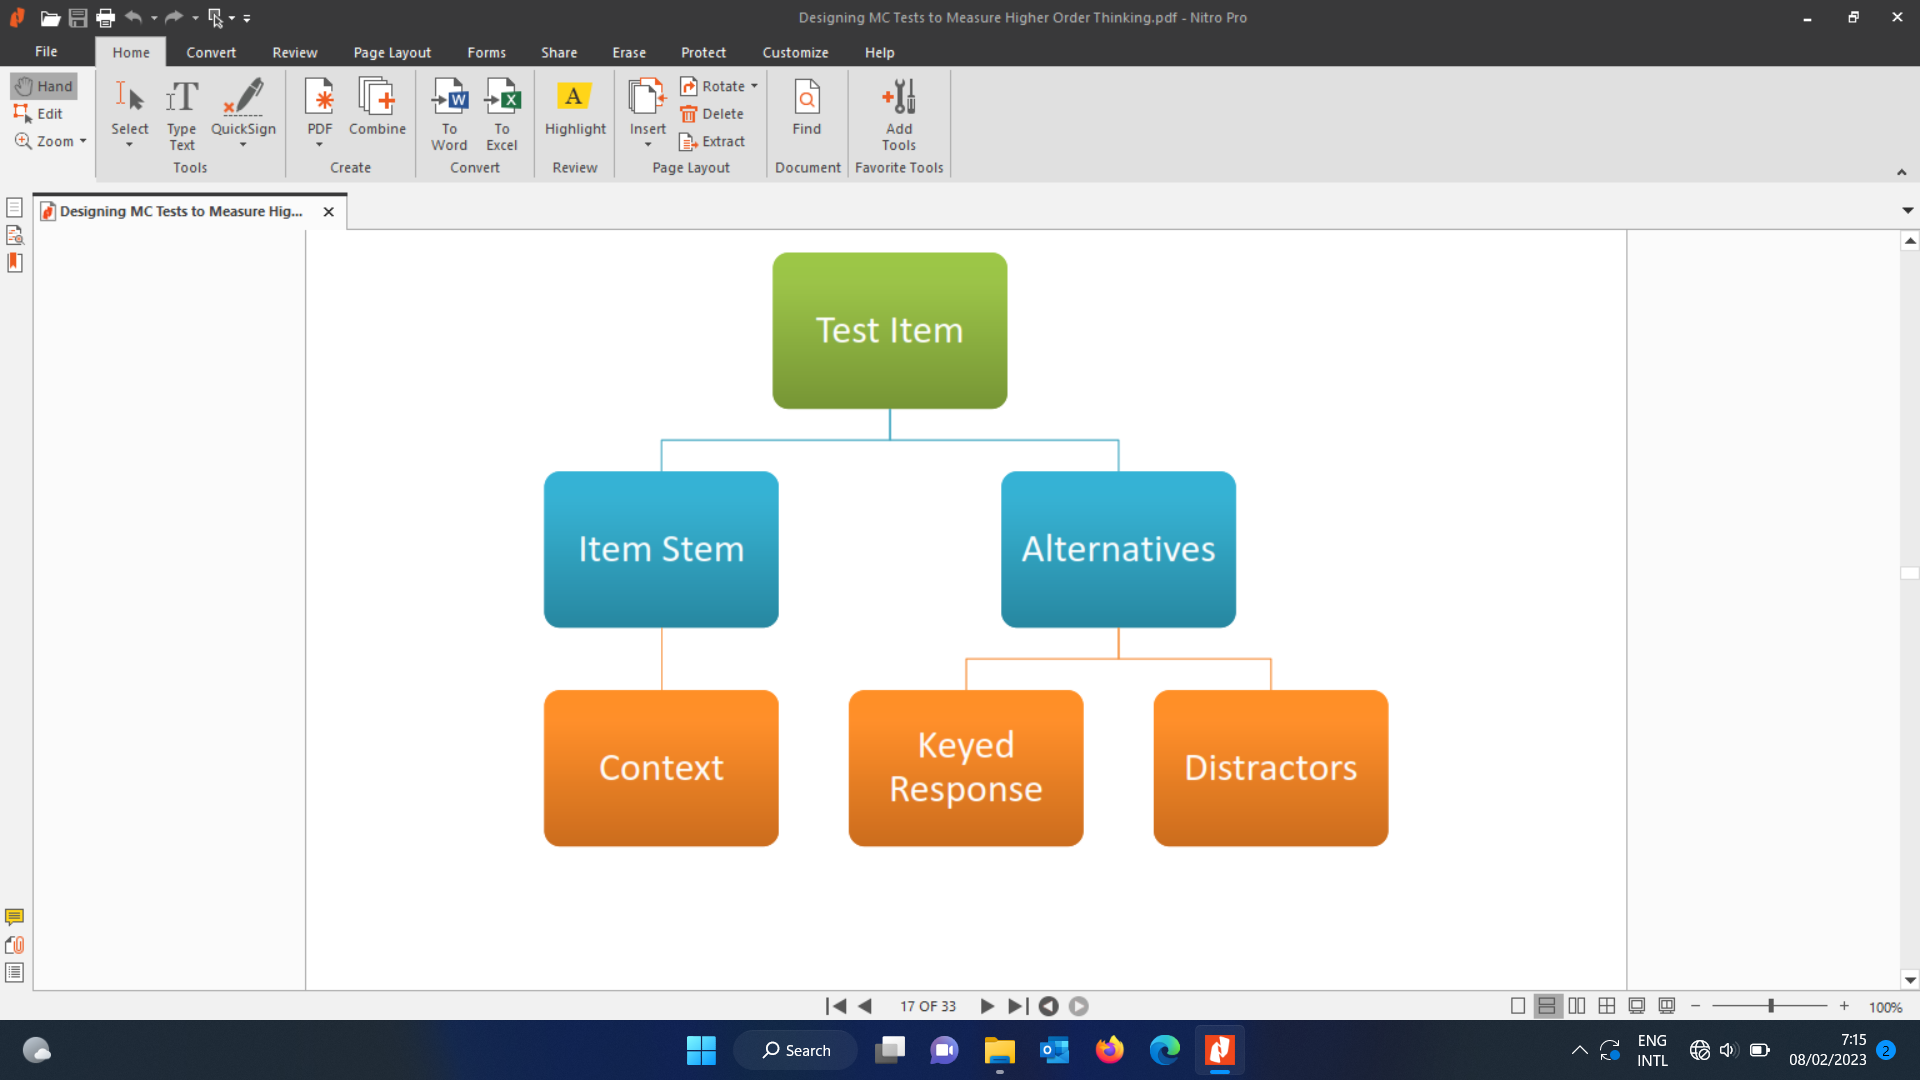 Designing MC Tests to Measure Higher Order Thinking.pdf - Nitro Pro
File Home Convert Review Page Layout Forms Share Erase Protect Customize Help
Hand
Edit
Zoom
Select
Type
Text
QuickSign
Tools
PDF
Combine
Create
To
Word
To
Excel
Convert
A
Highlight
Review
Insert
Rotate
Delete
Extract
Page Layout
Find
Document
Add
Tools
Favorite Tools
Designing MC Tests to Measure Hig...
Test Item
Item Stem
Alternatives
Context
Keyed
Response
Distractors
17 OF 33
100%
Search
ENG
INTL
7:15
08/02/2023
2